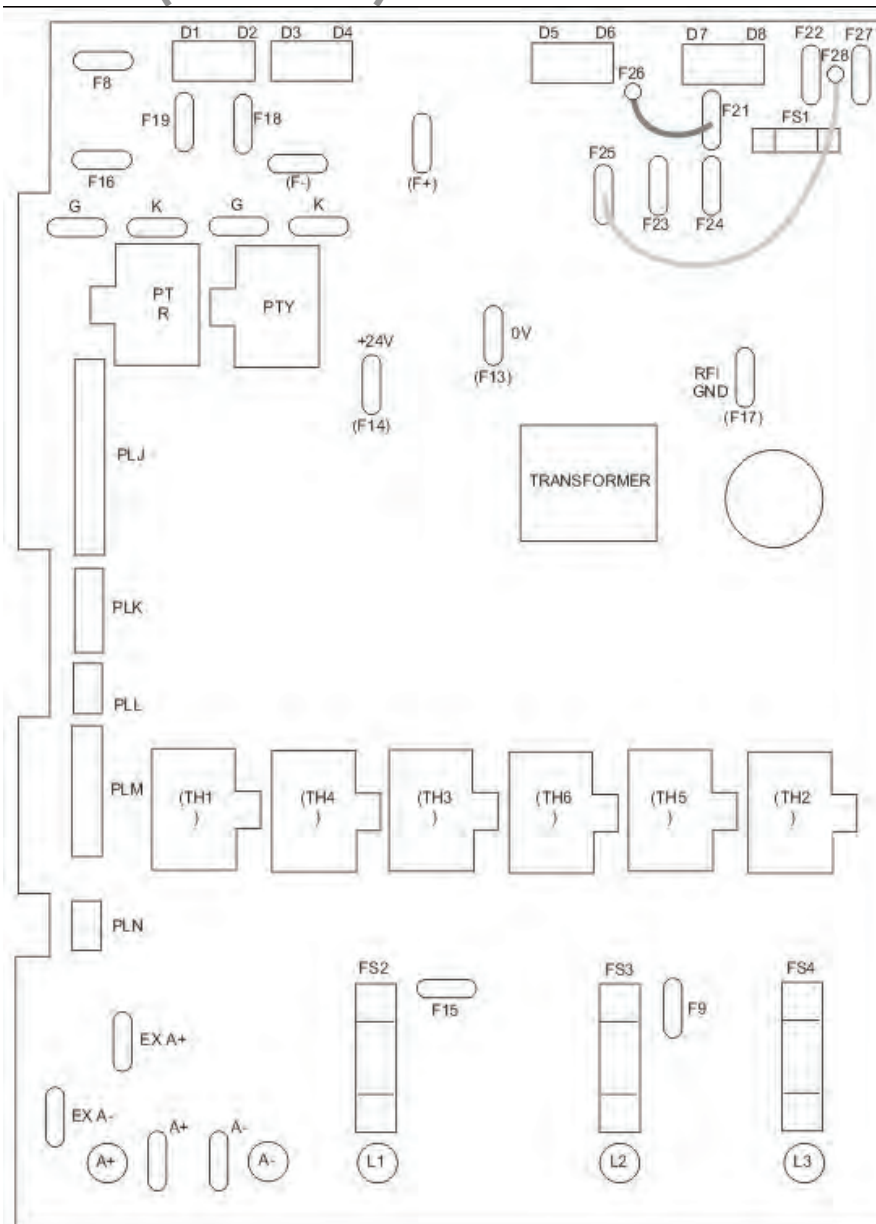 D1 D2 D3 D4 D5 D6 D7 D8 F22 F27
F8 F26 F28
F19 F18 F21 FS1
F16 (F-) (F+) F25
G K G K F23 F24
PT
R
PTY
+24V 0V
(F14) (F13)
RFI
GND
(F17)
PLJ
TRANSFORMER
PLK
PLL
PLM
(TH1
)
(TH4
)
(TH3
)
(TH6
)
(TH5
)
(TH2
)
PLN
FS2 FS3 FS4
F15 F9
EX A+
EX A-
A+ A-
A+ A- L1 L2 L3